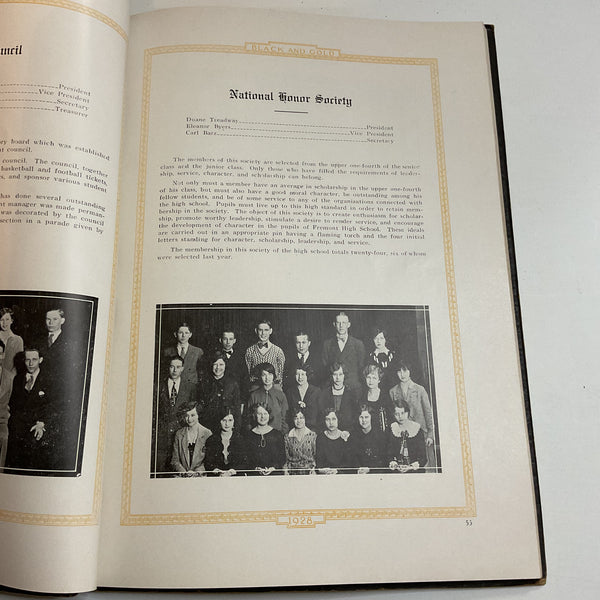 uncil
President
Vice President
Secretary
Treasurer
ry board which was established
nt council.
council. The council, together
basketball and football tickets,
s, and sponsor various student
has done several outstanding
nt manager was made perman-
was decorated by the council
section in a parade given by
BLACK AND GOLD
National Honor Society
Duane Treadway President
Eleanor Byers Vice President
Carl Barz Secretary
The members of this society are selected from the upper one-fourth of the senior
class and the junior class. Only those who have filled the requirements of leader-
ship, service, character, and scholarship can belong.
Not only must a member have an average in scholarship in the upper one-fourth
of his class, but must also have a good moral character, be outstanding among his
fellow students, and be of some service to any of the organizations connected with
the high school. Pupils must live up to this high standard in order to retain mem-
bership in the society. The object of this society is to create enthusiasm for scholar-
ship, promote worthy leadership, stimulate a desire to render service, and encourage
the development of character in the pupils of Fremont High School. These ideals
are carried out in an appropriate pin having a flaming torch and the four initial
letters standing for character, scholarship, leadership, and service.
The membership in this society of the high school totals twenty-four, six of whom
were selected last year.
1928
53